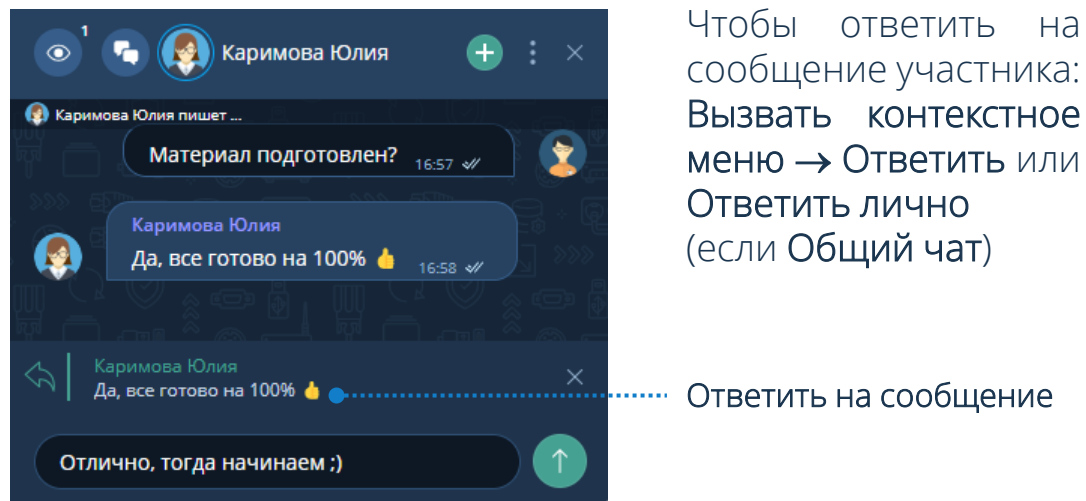 1
Каримова Юлия
Каримова Юлия пишет ...
Материал подготовлен? 16:57
Каримова Юлия
Да, все готово на 100% 👍 16:58
Каримова Юлия
Да, все готово на 100% 👍
Отлично, тогда начинаем ;)
Чтобы ответить на
сообщение участника:
Вызвать контекстное
меню → Ответить или
Ответить лично
(если Общий чат)
Ответить на сообщение